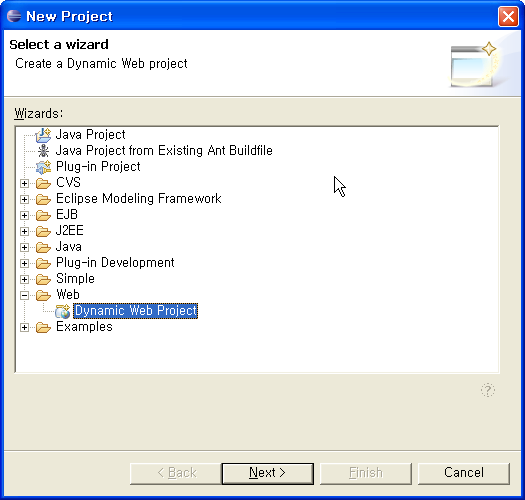 New Project
Select a wizard
Create a Dynamic Web project
Wizards:
Java Project
Java Project from Existing Ant Buildfile
Plug-in Project
CVS
Eclipse Modeling Framework
EJB
J2EE
Java
Plug-in Development
Simple
Web
Dynamic Web Project
Examples
?
< Back Next > Finish Cancel